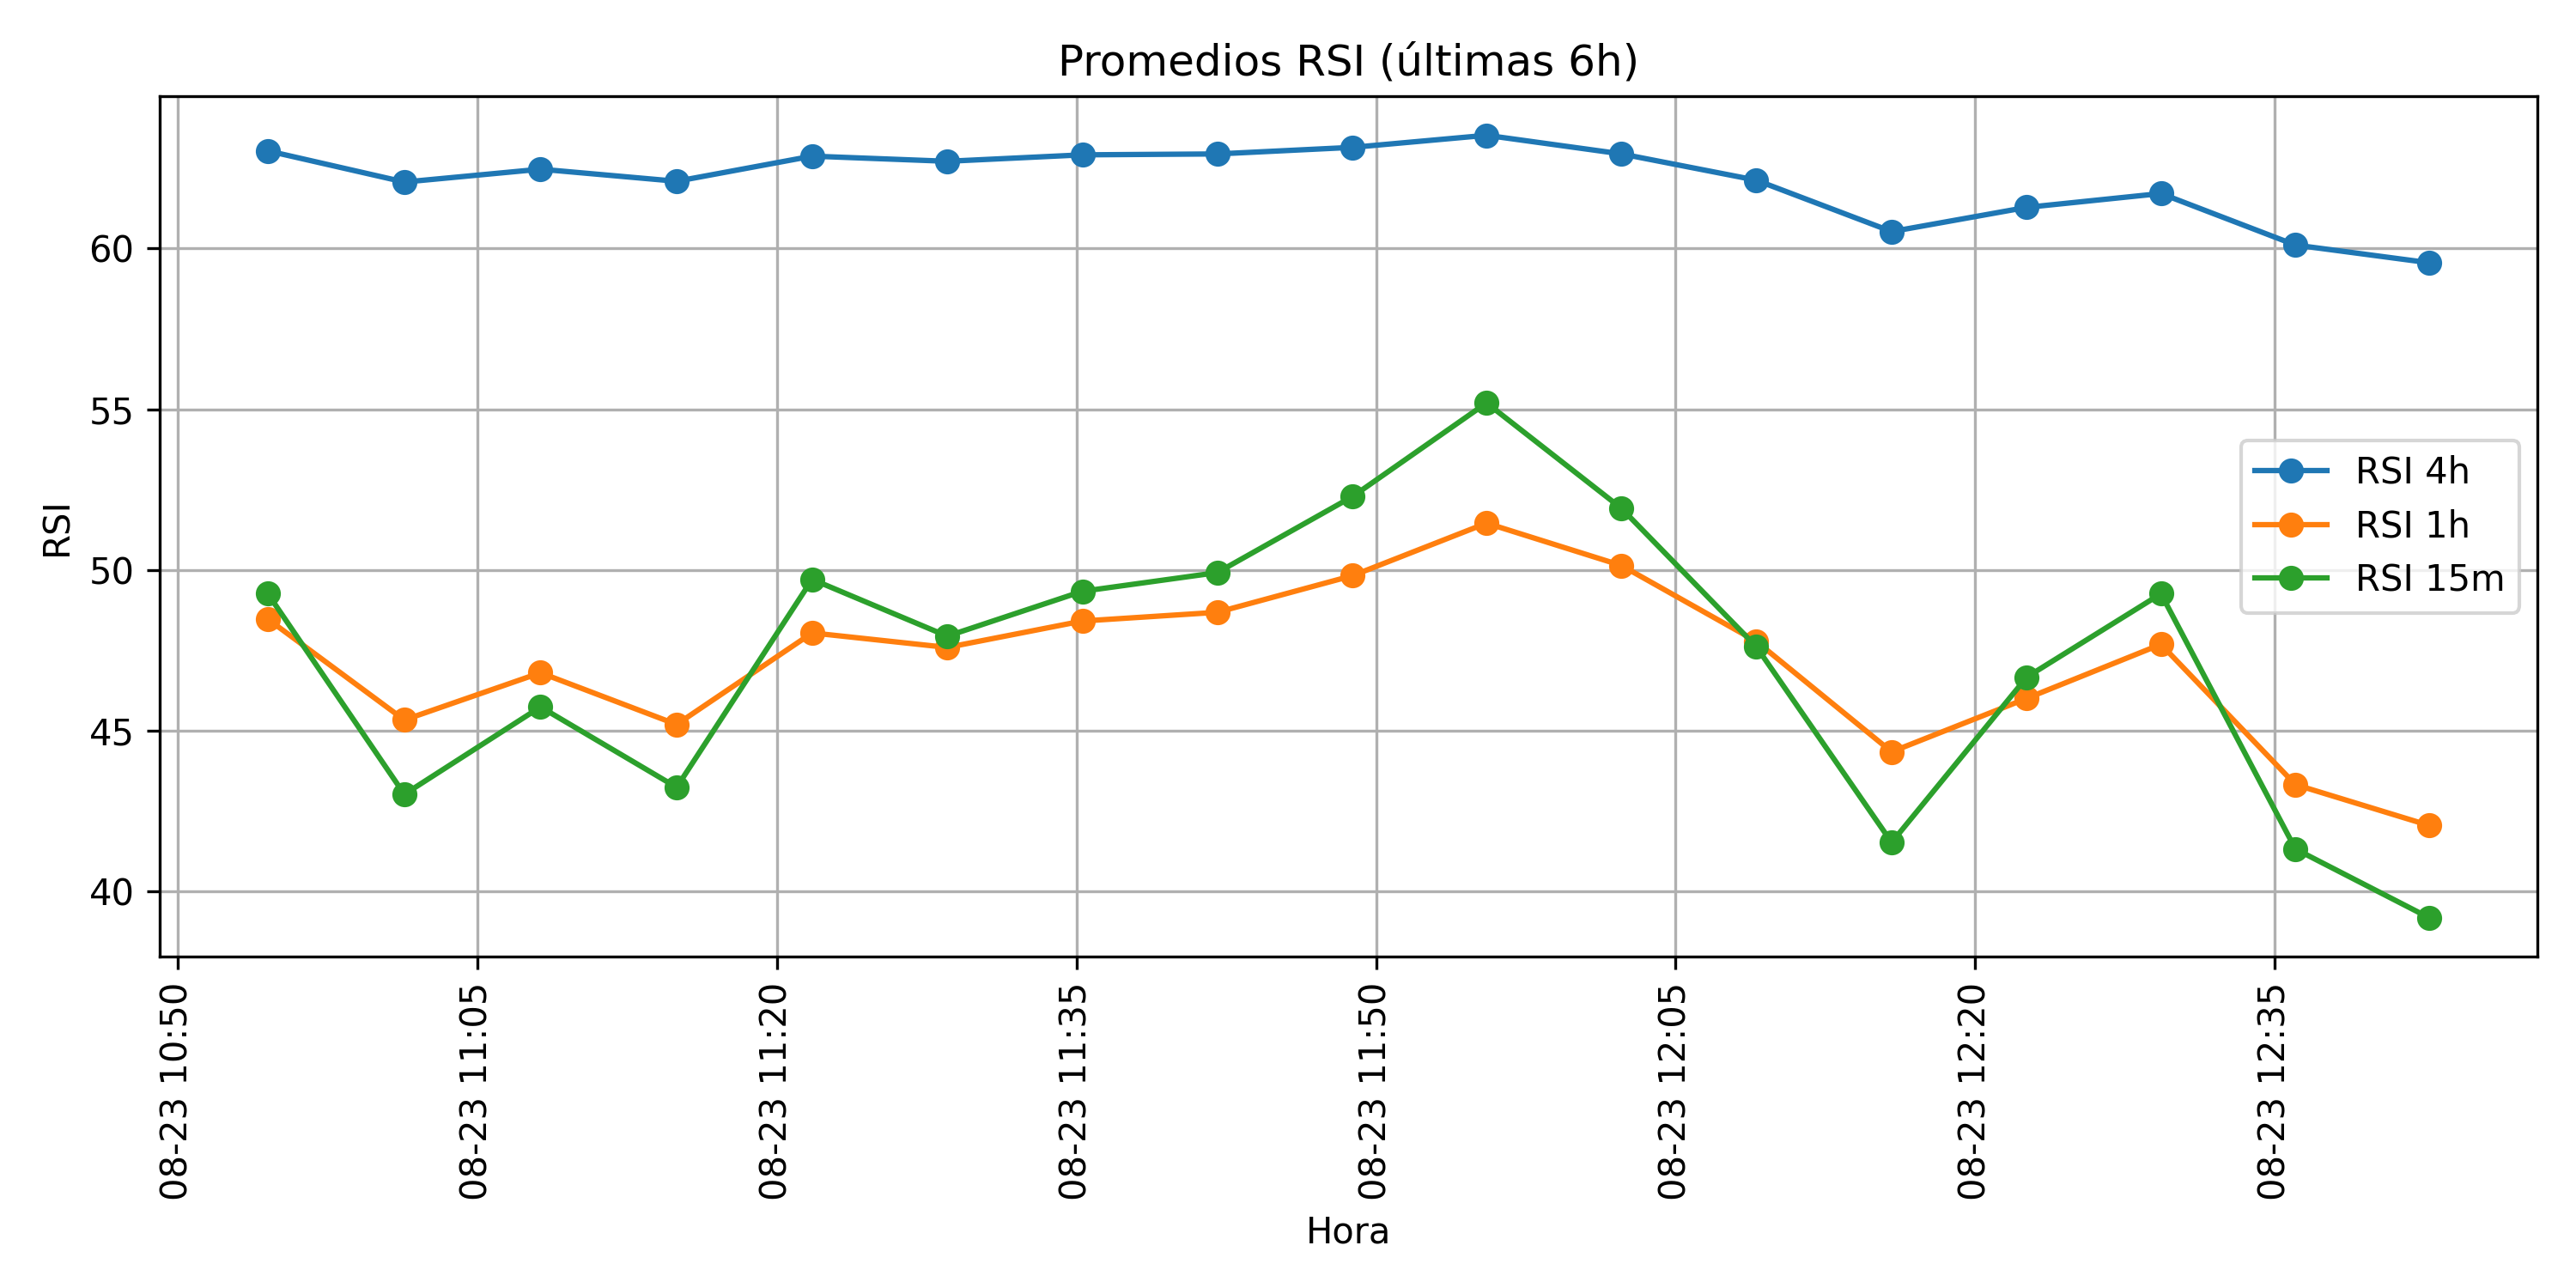 Promedios RSI (últimas 6h)
RSI
60
55
50
45
40
RSI 4h
RSI 1h
RSI 15m
08-23 10:50
08-23 11:05
08-23 11:20
08-23 11:35
08-23 11:50
08-23 12:05
08-23 12:20
08-23 12:35
Hora